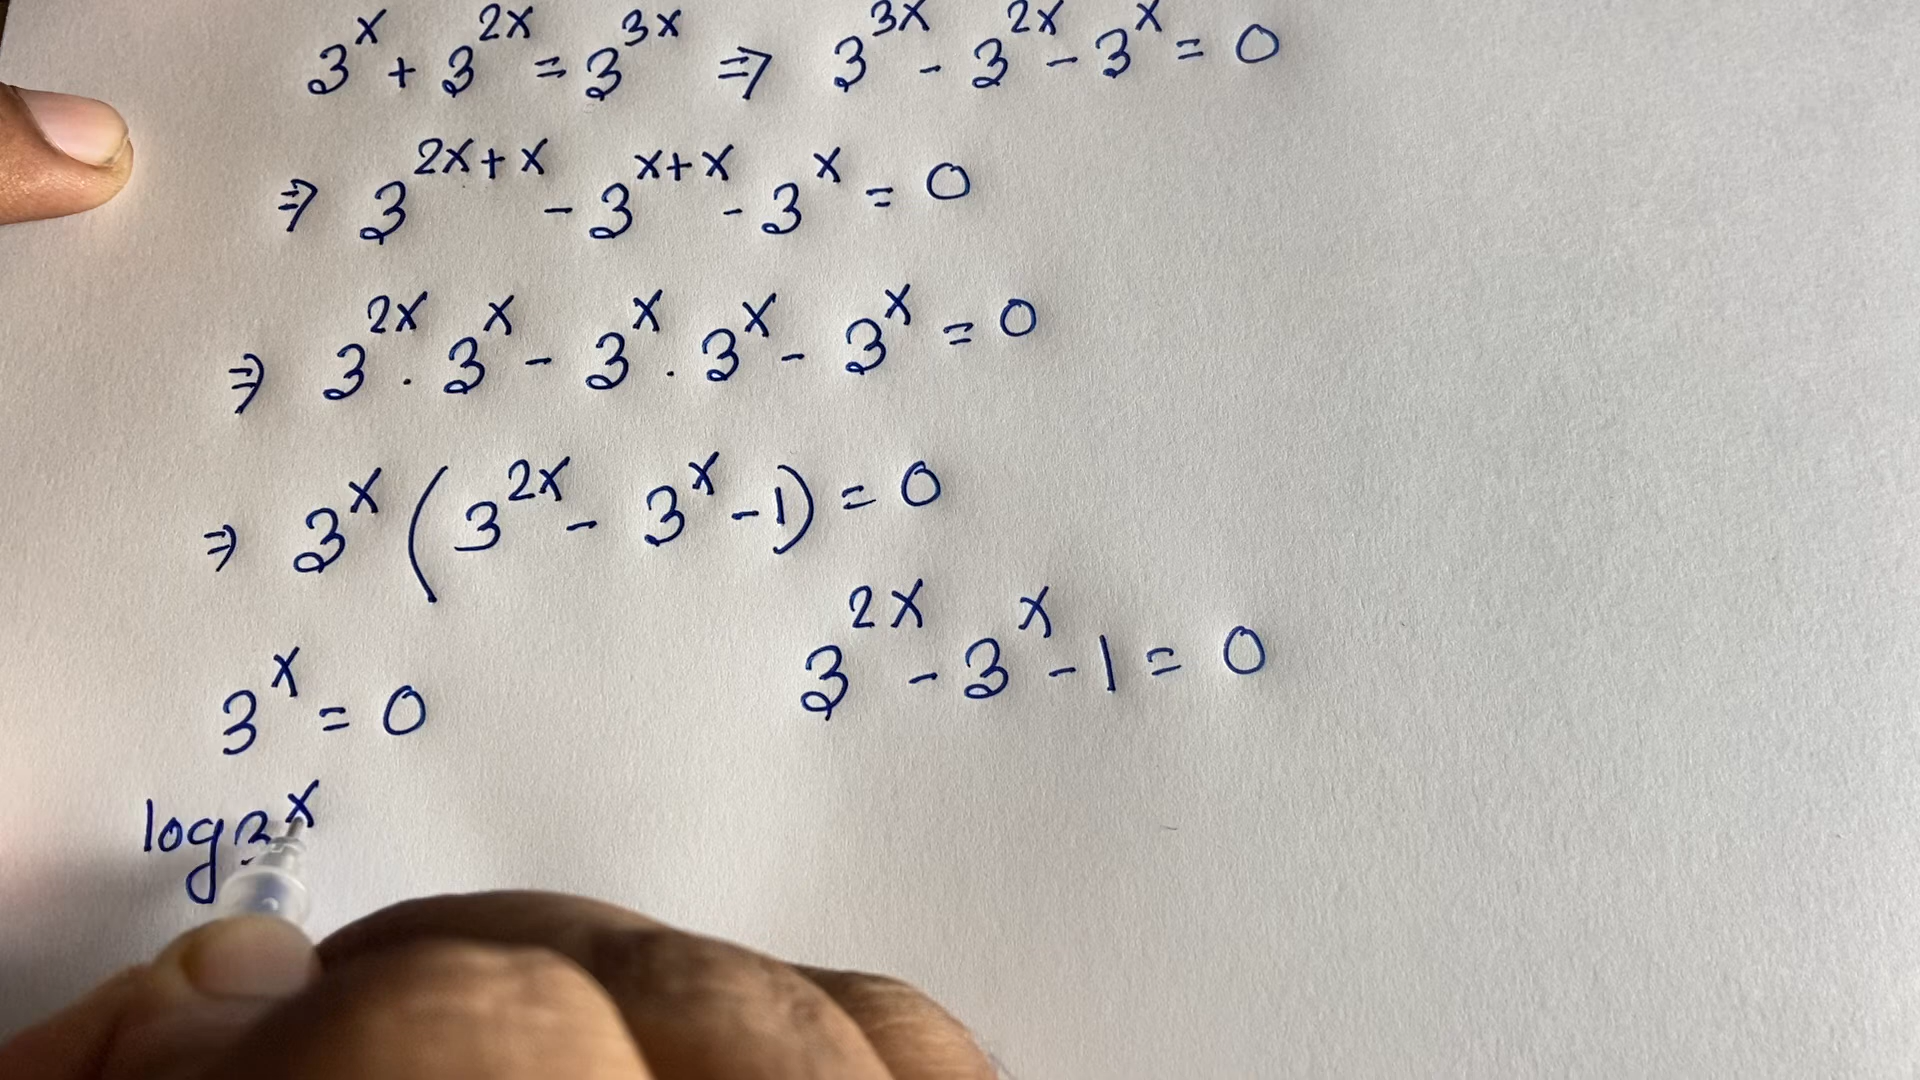 3^x + 3^2x = 3^3x ⇒ 3^3x - 3^2x - 3^x = 0
⇒ 3^2x+x - 3^x+x - 3^x = 0
⇒ 3^2x . 3^x - 3^x . 3^x - 3^x = 0
⇒ 3^x (3^2x - 3^x - 1) = 0
3^x = 0
3^2x - 3^x - 1 = 0
log 3^x